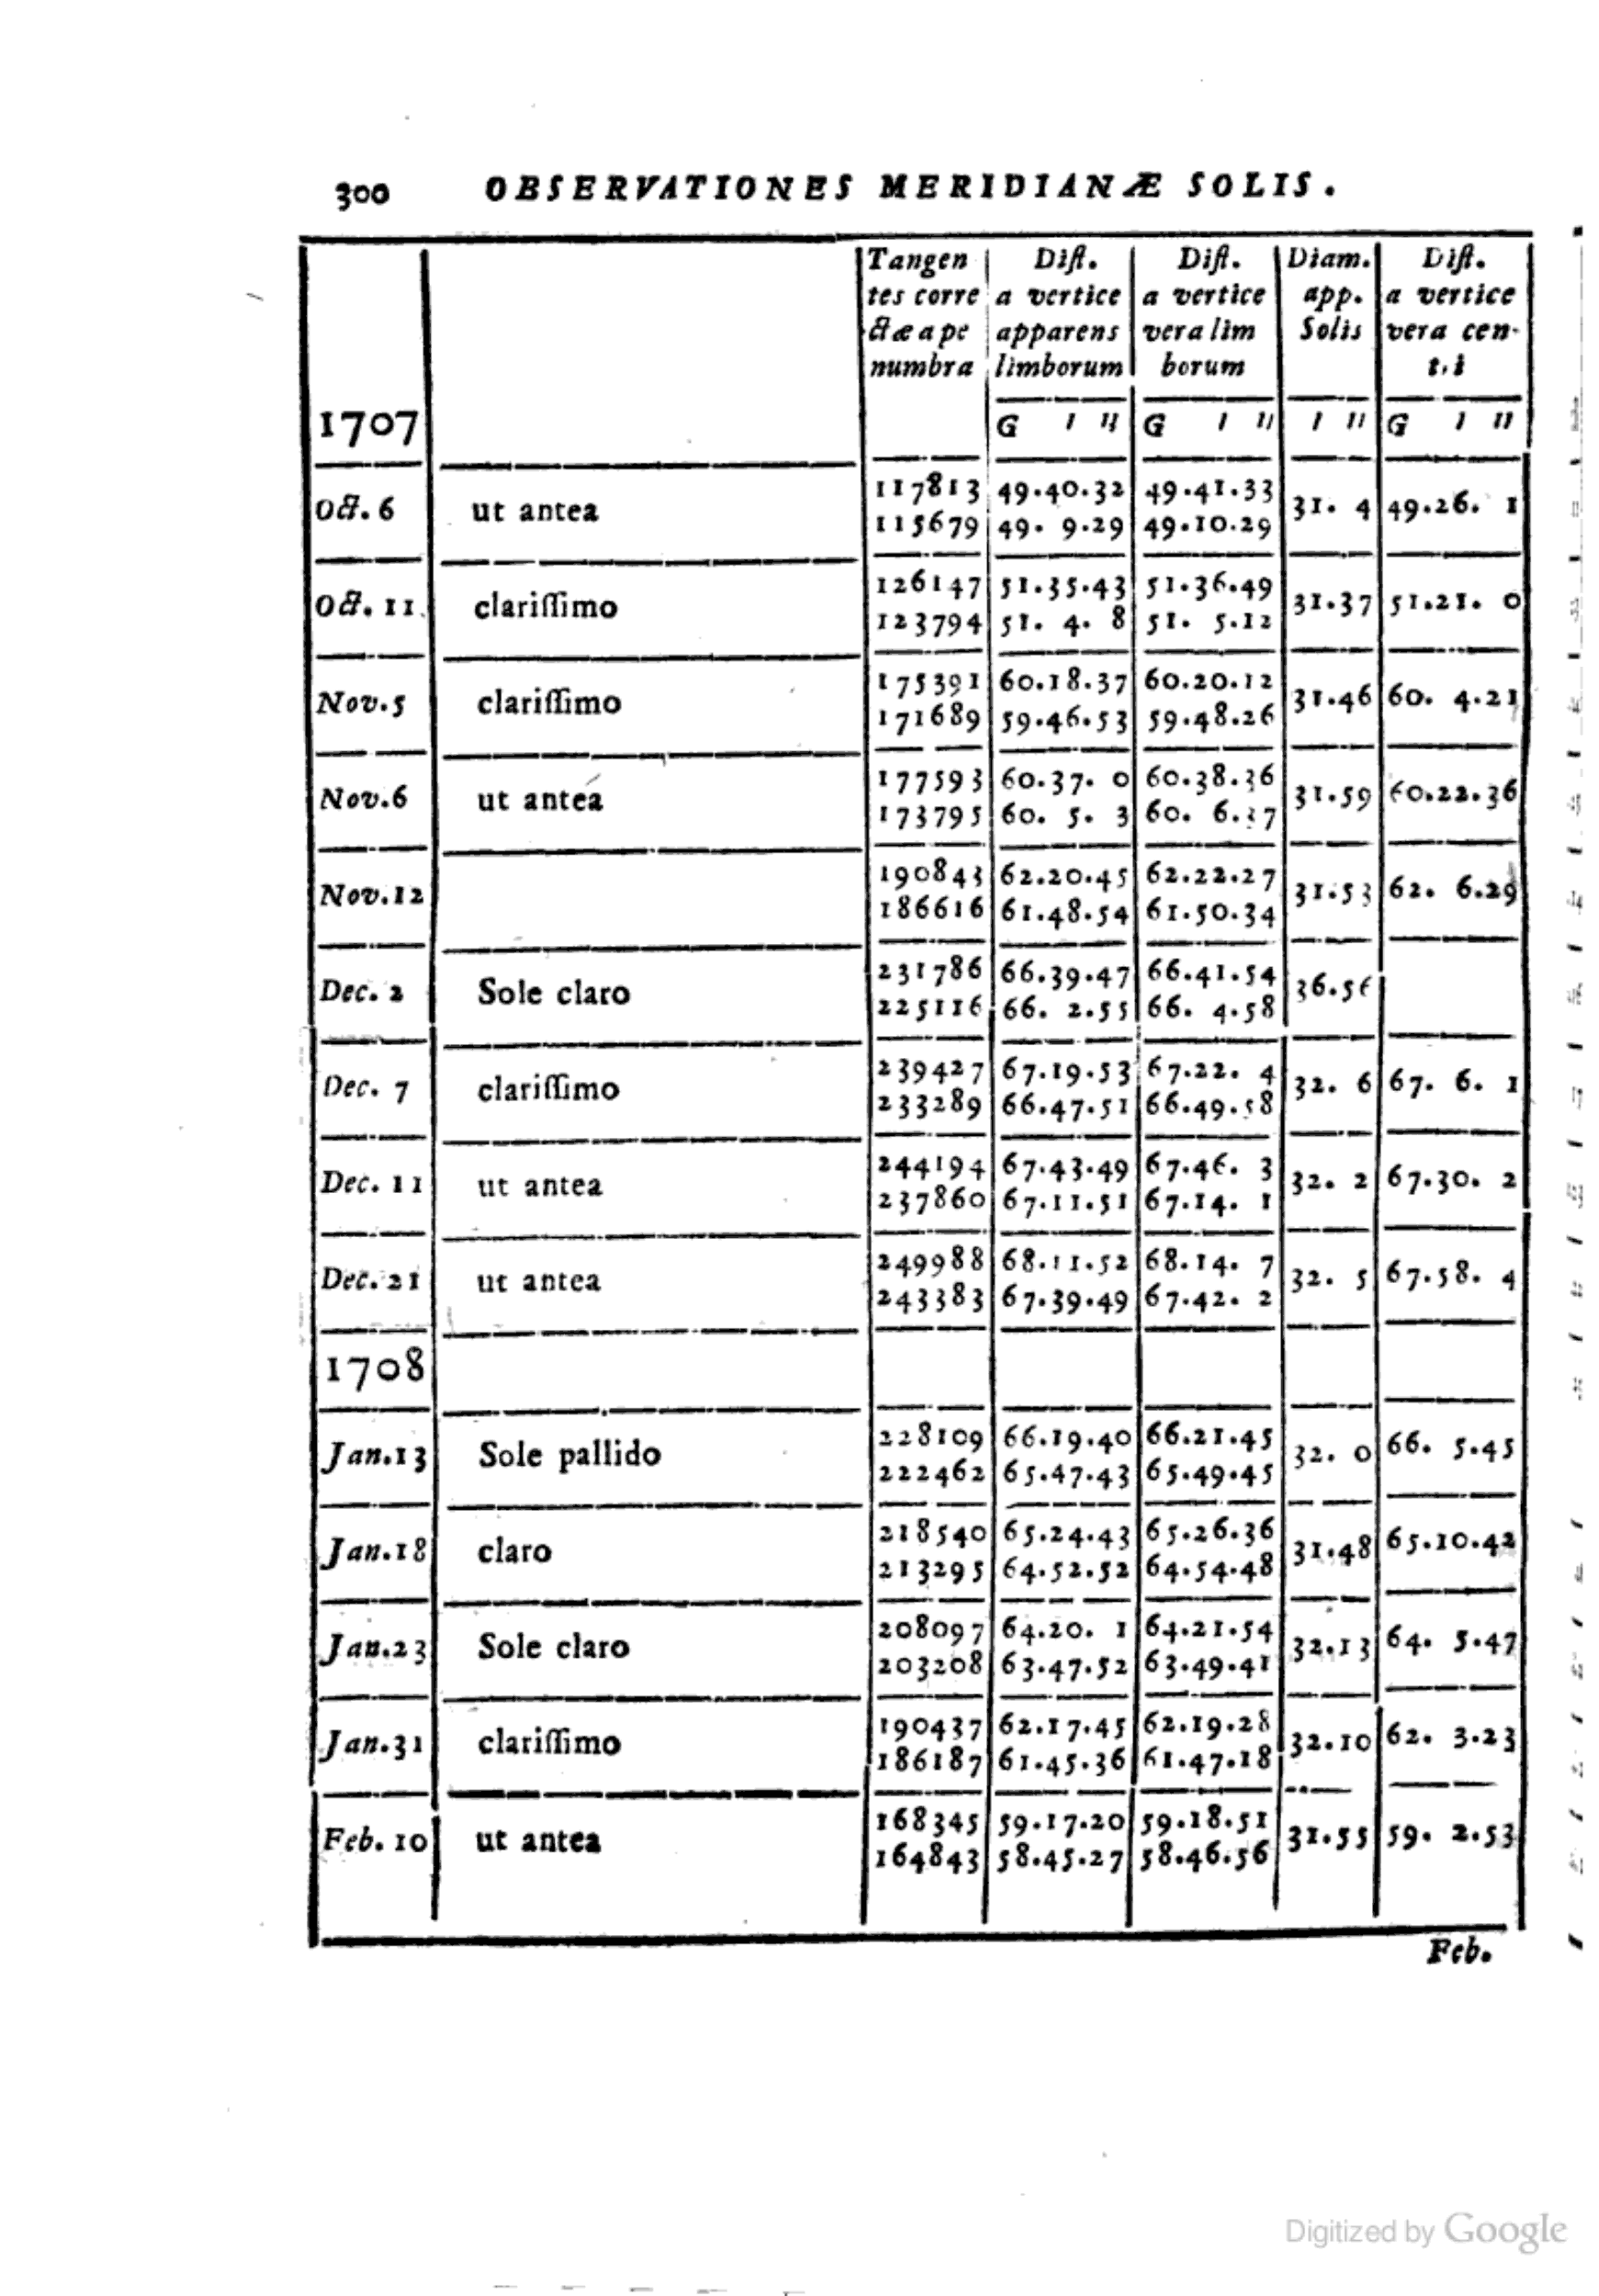 300 OBSERVATIONES MERIDIANÆ SOLIS.
Tangen Dist. Dist. Diam. Dist.
tes corre a vertice a vertice app. a vertice
ctæ a pe apparens vera lim Solis vera cen-
numbra limborum borum t.i
1707 G I II G I II I II G I II
117813 49.40.32 49.41.33
Oct. 6 ut antea 31. 4 49.26. 1
115679 49. 9.29 49.10.29
126147 51.35.43 51.36.49
Oct. 11. clarissimo 31.37 51.21. 0
123794 51. 4. 8 51. 5.12
175391 60.18.37 60.20.12
Nov. 5 clarissimo 31.46 60. 4.21
171689 59.46.53 59.48.26
177593 60.37. 0 60.38.36
Nov. 6 ut antea 31.59 60.22.36
173795 60. 5. 3 60. 6.37
190843 62.20.45 62.22.27
Nov. 12 31.53 62. 6.29
186616 61.48.54 61.50.34
231786 66.39.47 66.41.54
Dec. 2 Sole claro 36.56
225116 66. 2.55 66. 4.58
239427 67.19.53 67.22. 4
Dec. 7 clarissimo 32. 6 67. 6. 1
233289 66.47.51 66.49.58
244194 67.43.49 67.46. 3
Dec. 11 ut antea 32. 2 67.30. 2
237860 67.11.51 67.14. 1
249988 68.11.52 68.14. 7
Dec. 21 ut antea 32. 5 67.58. 4
243383 67.39.49 67.42. 2
1708
228109 66.19.40 66.21.45
Jan. 13 Sole pallido 32. 0 66. 5.45
222462 65.47.43 65.49.45
218540 65.24.43 65.26.36
Jan. 18 claro 31.48 65.10.42
213295 64.52.52 64.54.48
208097 64.20. 1 64.21.54
Jan. 23 Sole claro 32.13 64. 5.47
203208 63.47.52 63.49.41
190437 62.17.45 62.19.28
Jan. 31 clarissimo 32.10 62. 3.23
186187 61.45.36 61.47.18
168345 59.17.20 59.18.51
Feb. 10 ut antea 31.55 59. 2.53
164843 58.45.27 58.46.56
Feb.
Digitized by Google